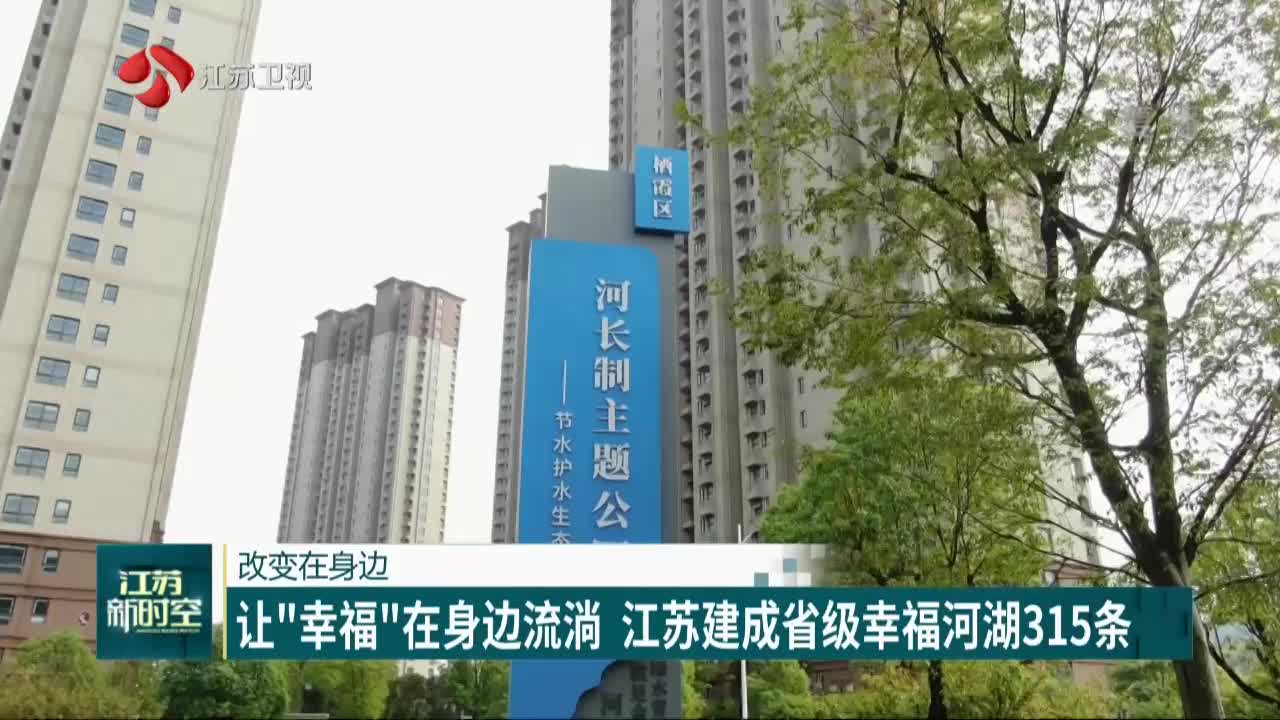 江苏卫视
栖霞区
河长制主题公
——节水护水生态
河
江苏
新时空
改变在身边
让"幸福"在身边流淌 江苏建成省级幸福河湖315条